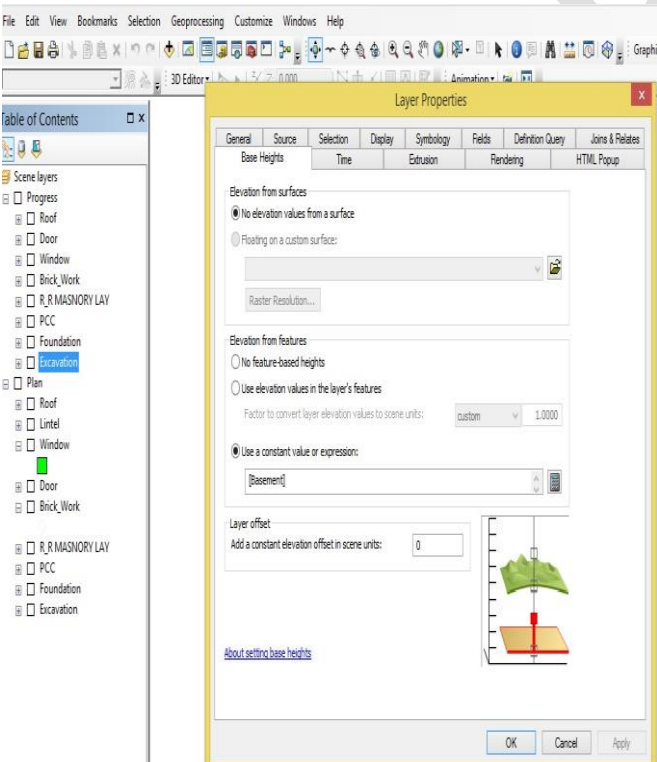 File Edit View Bookmarks Selection Geoprocessing Customize Windows Help
Graphi
3D Editor Z: 0.000 Animation
Table of Contents
Scene layers
Progress
Roof
Door
Window
Brick_Work
R_R MASNORY LAY
PCC
Foundation
Excavation
Plan
Roof
Lintel
Window
Door
Brick_Work
R_R MASNORY LAY
PCC
Foundation
Excavation
Layer Properties
x
General Source Selection Display Symbology Fields Definition Query Joins & Relates
Base Heights Time Extrusion Rendering HTML Popup
Elevation from surfaces
No elevation values from a surface
Floating on a custom surface:
Raster Resolution...
Elevation from features
No feature-based heights
Use elevation values in the layer's features
Factor to convert layer elevation values to scene units: custom 1.0000
Use a constant value or expression:
[Basement]
Layer offset
Add a constant elevation offset in scene units: 0
About setting base heights
OK Cancel Apply